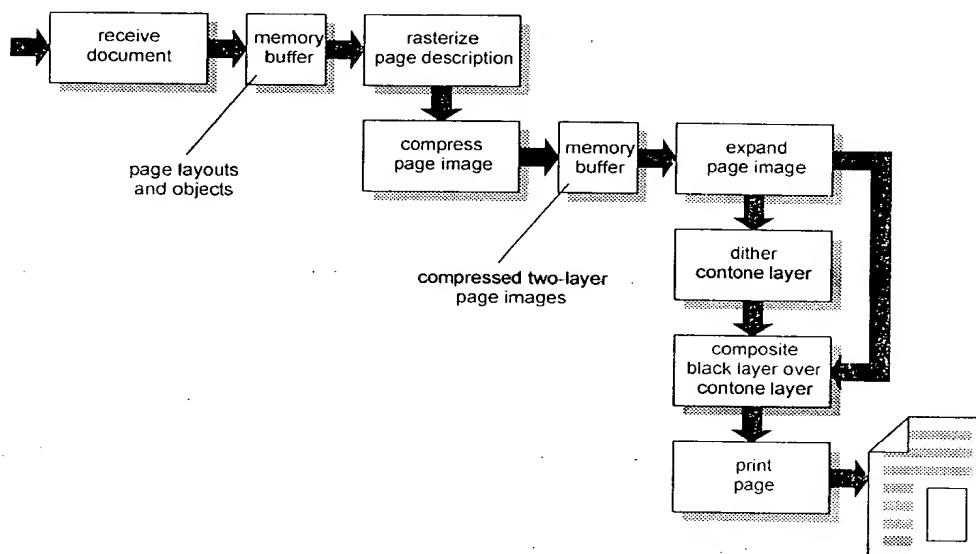 receive
document
memory
buffer
rasterize
page description
page layouts
and objects
compress
page image
memory
buffer
expand
page image
compressed two-layer
page images
dither
contone layer
composite
black layer over
contone layer
print
page